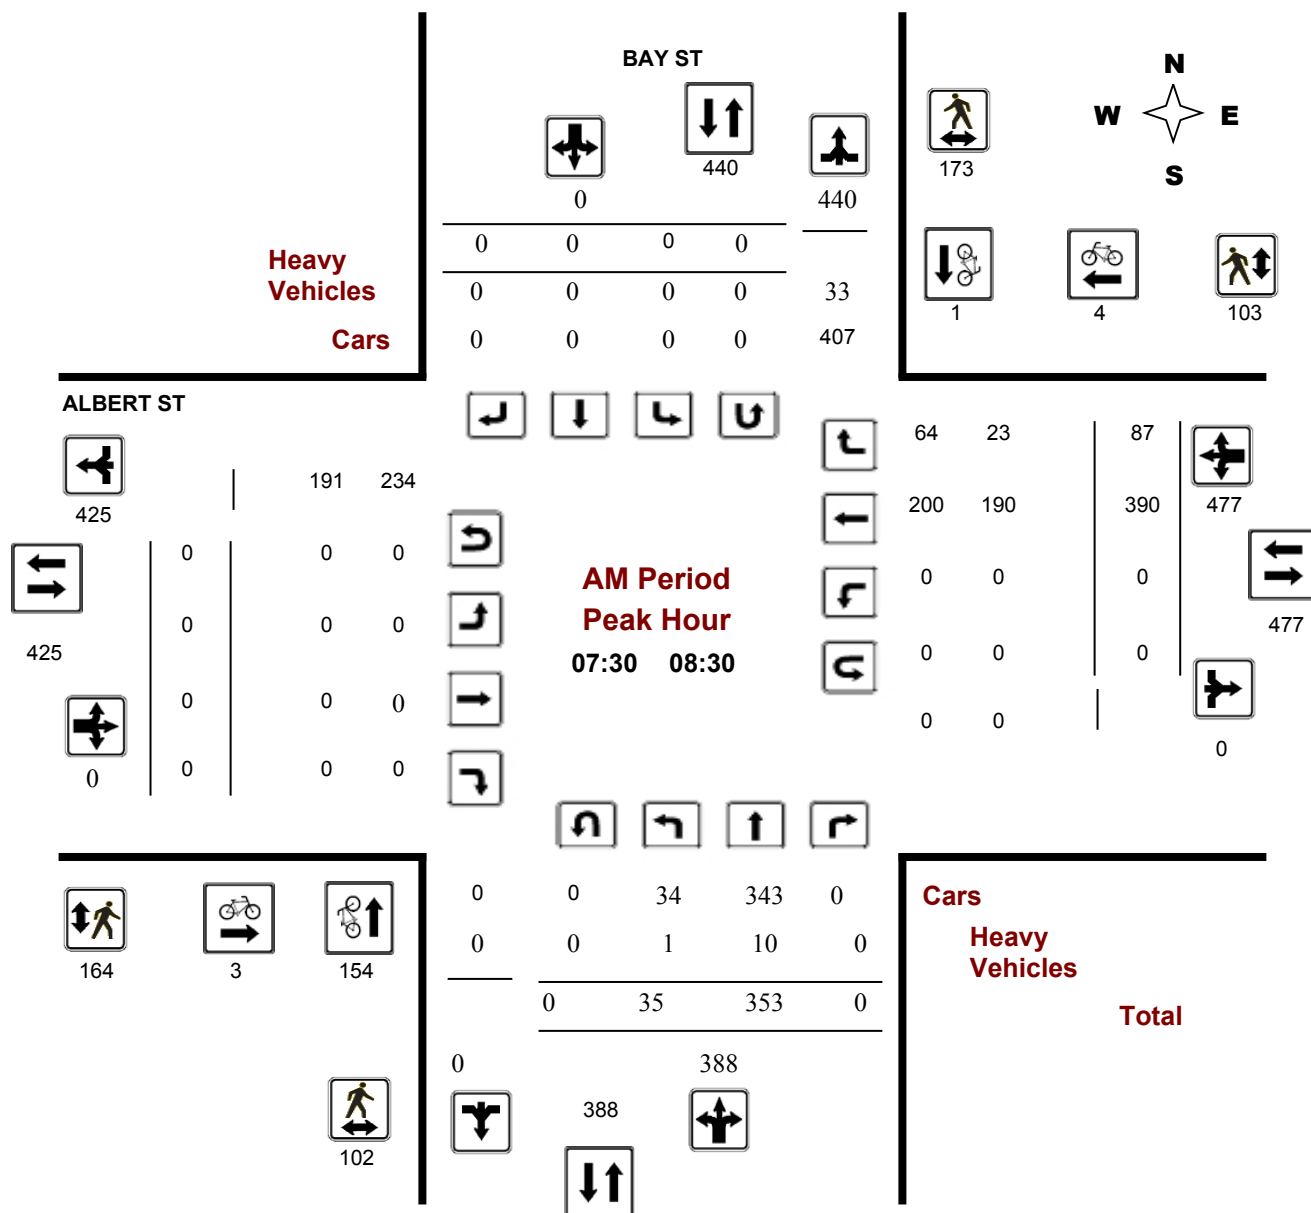 BAY ST
N
W E
S
440
173
0 440
0 0 0 0
Heavy
Vehicles
0 0 0 0 33
1 4 103
Cars
0 0 0 0 407
ALBERT ST
64 23 87
191 234
425
200 190 390 477
0 0 0
AM Period
0 0 0
Peak Hour
0 0 0
477
425
07:30 08:30
0 0 0
0 0 0
0 0
0
0
0 0 0
0 0 34 343 0
Cars
0 0 1 10 0
Heavy
Vehicles
164 3 154
0 35 353 0
Total
0 388
388
102